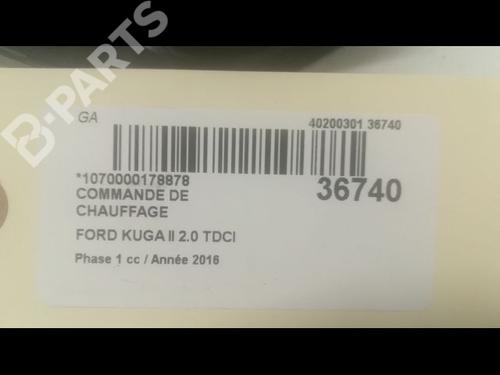 B-PARTS
GA
40200301 36740
*1070000178878
36740
COMMANDE DE
CHAUFFAGE
FORD KUGA II 2.0 TDCI
Phase 1 cc / Année 2016